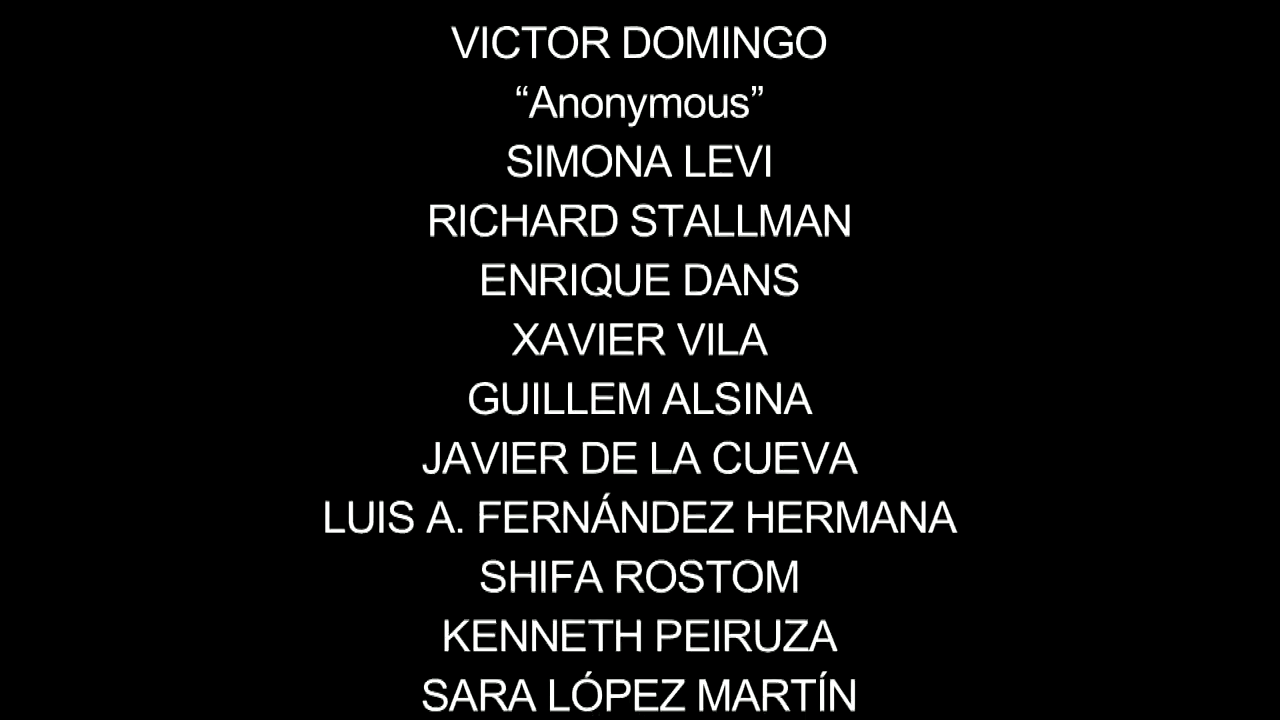 VICTOR DOMINGO
“Anonymous”
SIMONA LEVI
RICHARD STALLMAN
ENRIQUE DANS
XAVIER VILA
GUILLEM ALSINA
JAVIER DE LA CUEVA
LUIS A. FERNÁNDEZ HERMANA
SHIFA ROSTOM
KENNETH PEIRUZA
SARA LÓPEZ MARTÍN